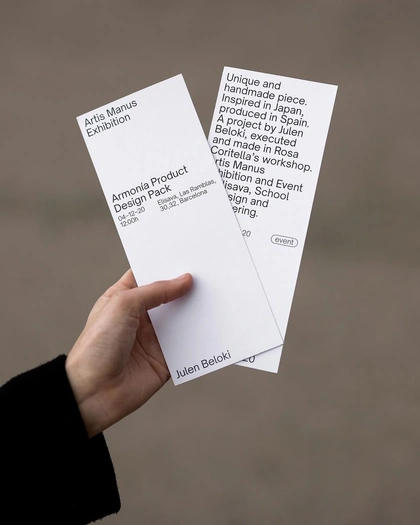 Artis Manus
Exhibition
Armonía Product
Design Pack
04-12-20
12:00h
Elisava, Las Ramblas,
30,32, Barcelona
Julen Beloki
Unique and
handmade piece.
Inspired in Japan,
produced in Spain.
A project by Julen
Beloki, executed
and made in Rosa
Coritella's workshop.
rtis Manus
hibition and Event
lisava, School
sign and
ering.
20
event